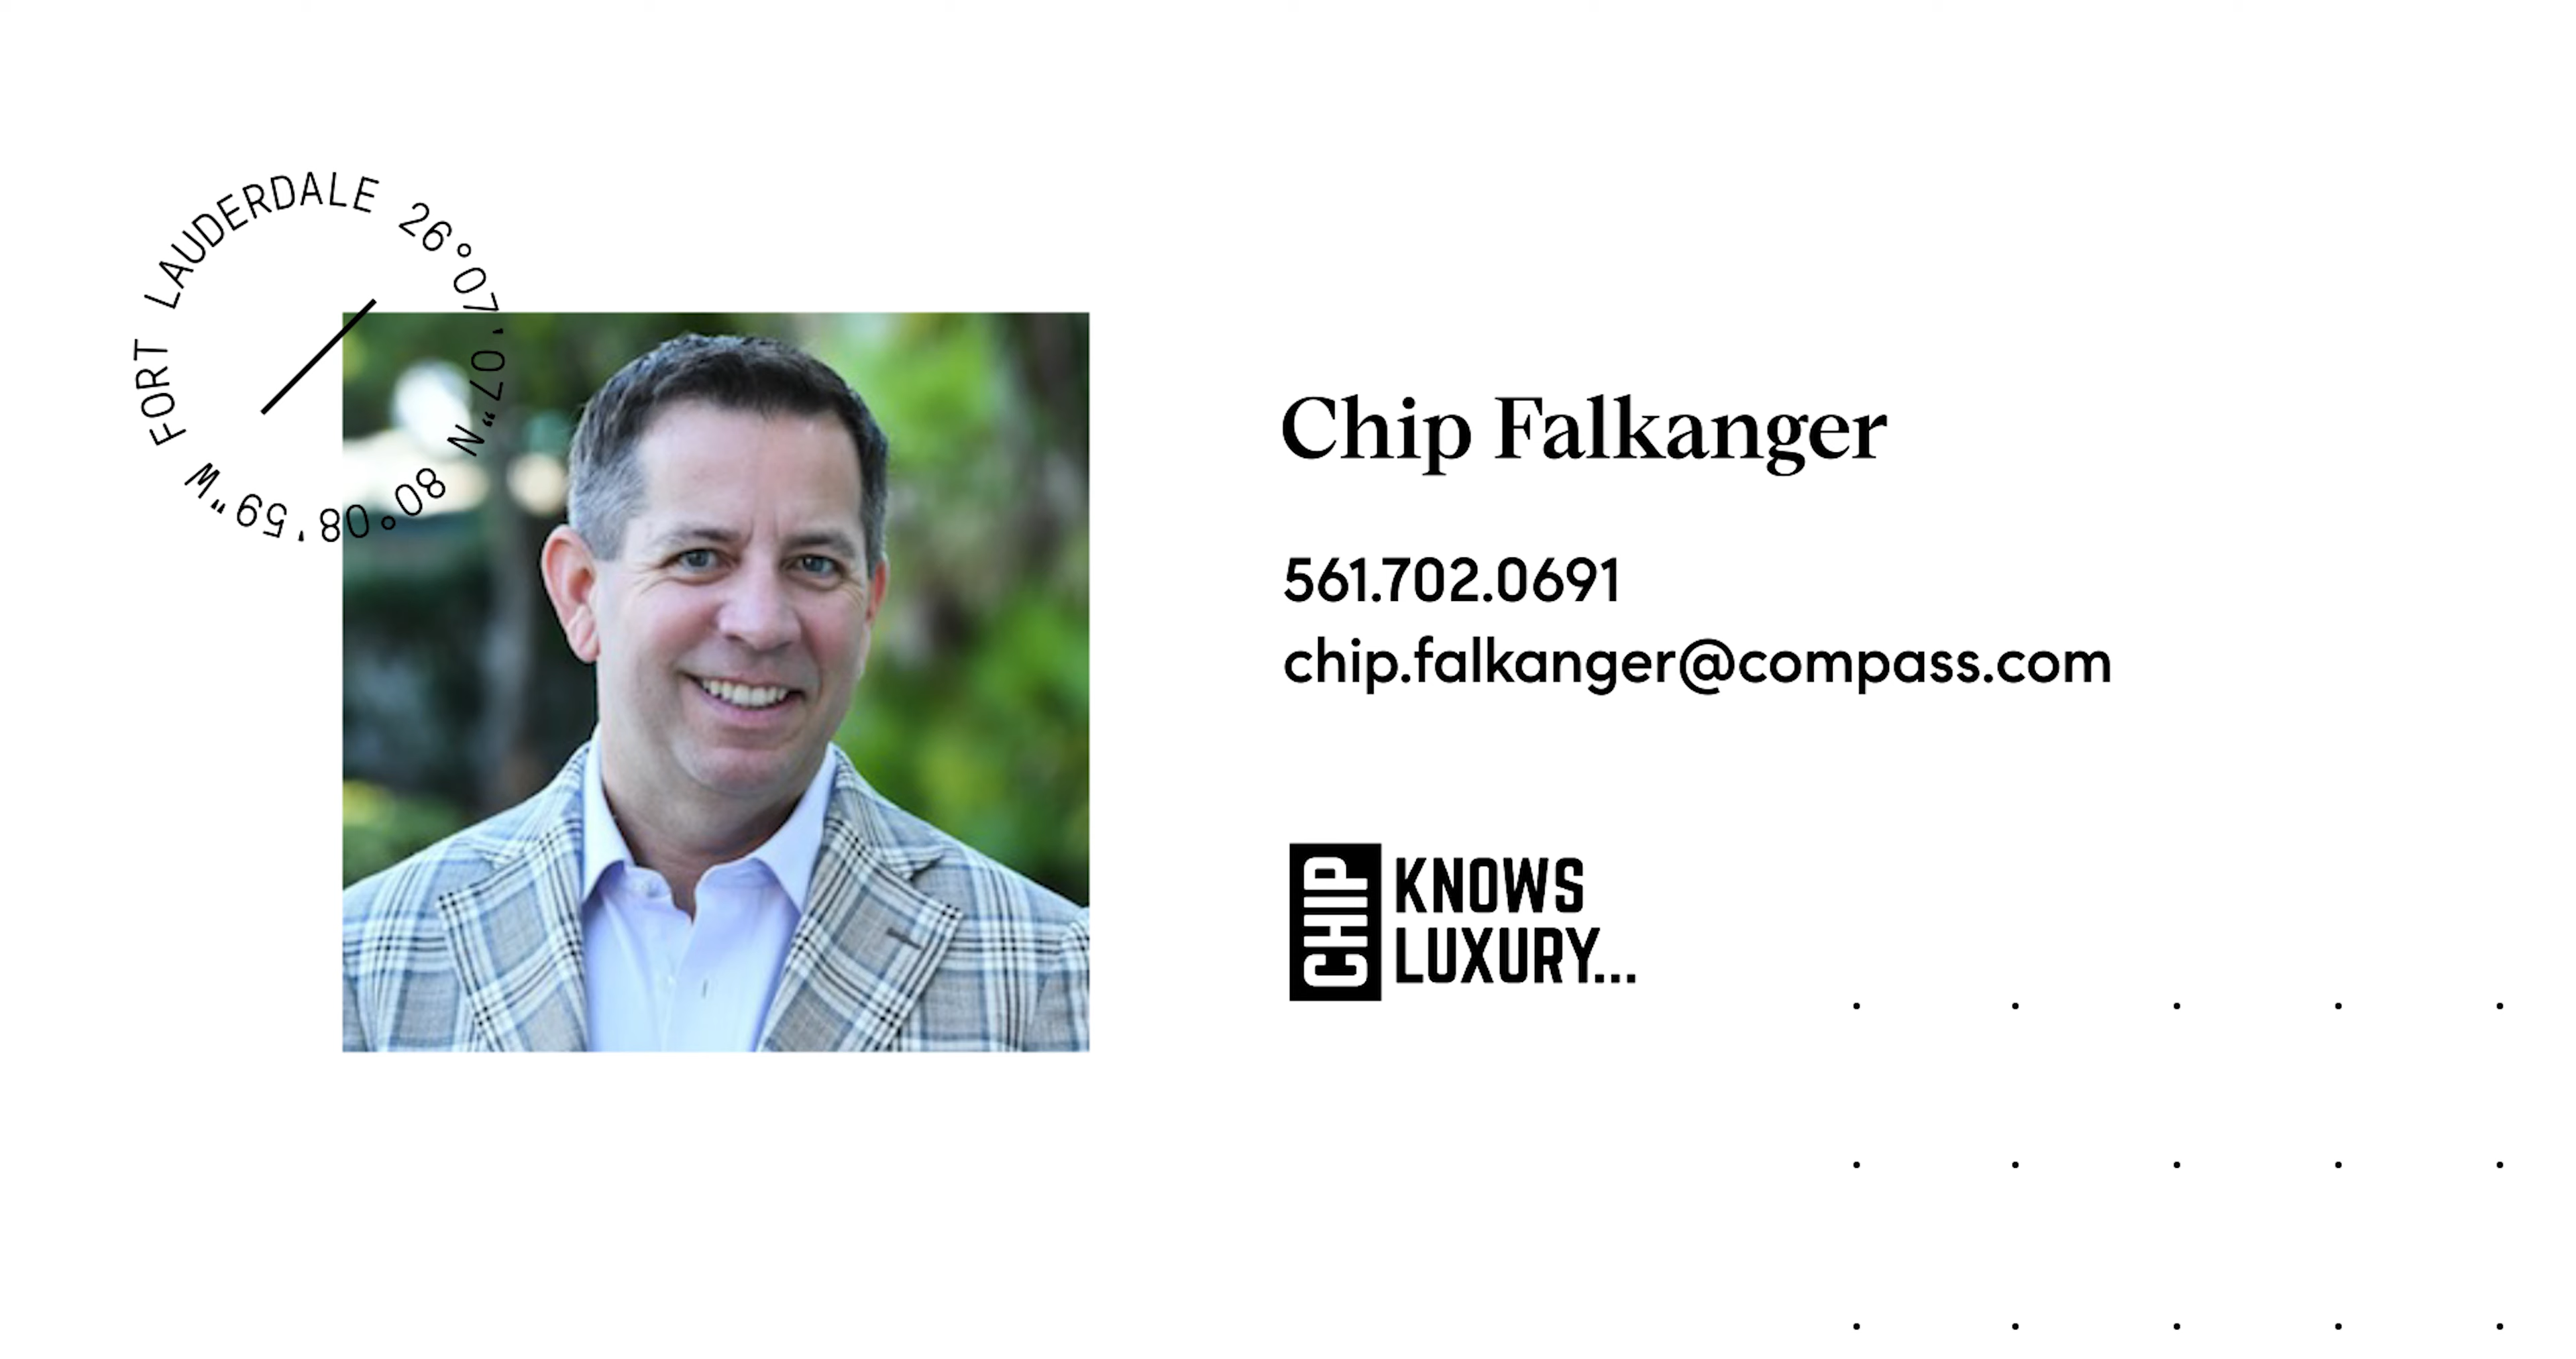 FORT LAUDERDALE 26°07'07"N 80°08'59"W
Chip Falkanger
561.702.0691
chip.falkanger@compass.com
CHIP
KNOWS
LUXURY...